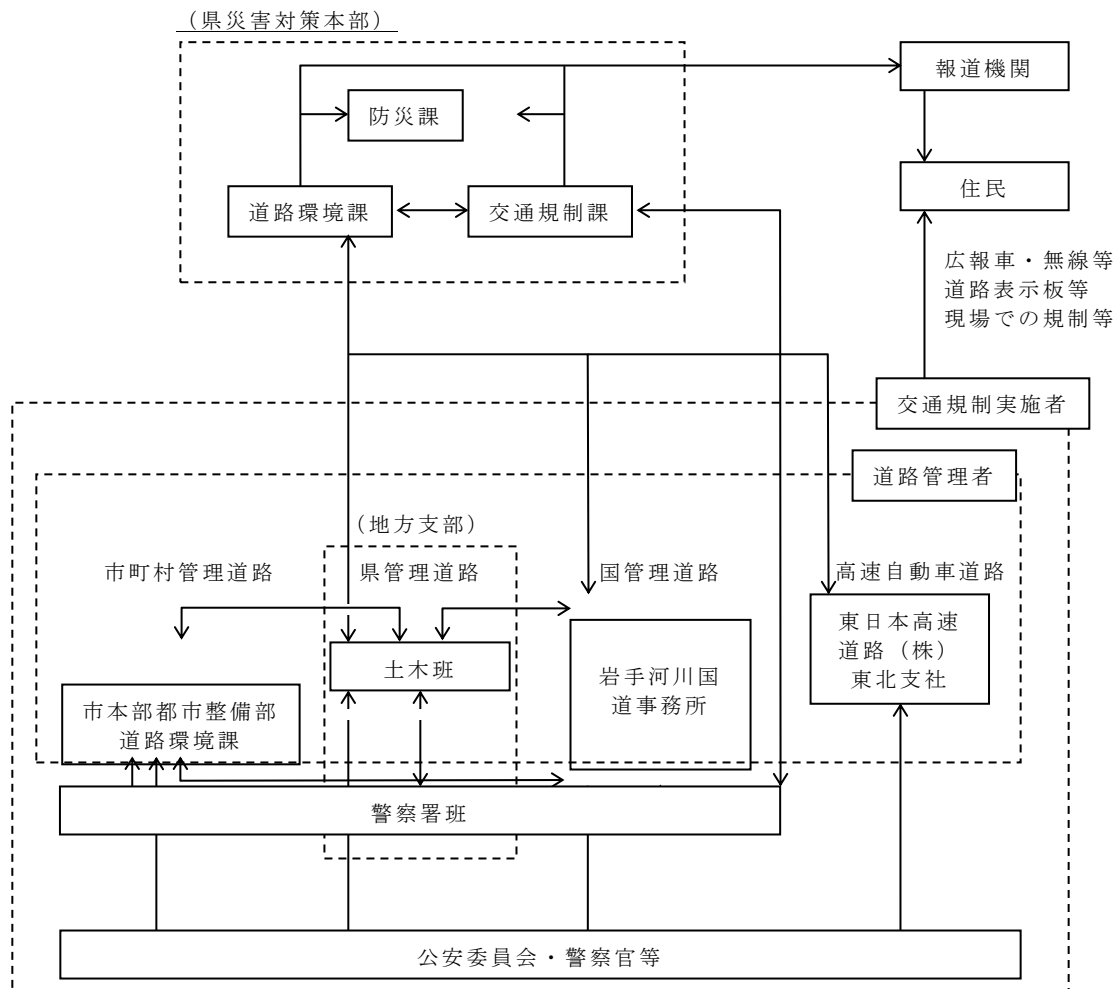 （県災害対策本部）
報道機関
防災課
住民
道路環境課
交通規制課
広報車・無線等
道路表示板等
現場での規制等
交通規制実施者
道路管理者
（地方支部）
市町村管理道路
県管理道路
国管理道路
高速自動車道路
東日本高速
道路（株）
東北支社
土木班
岩手河川国
道事務所
市本部都市整備部
道路環境課
警察署班
公安委員会・警察官等